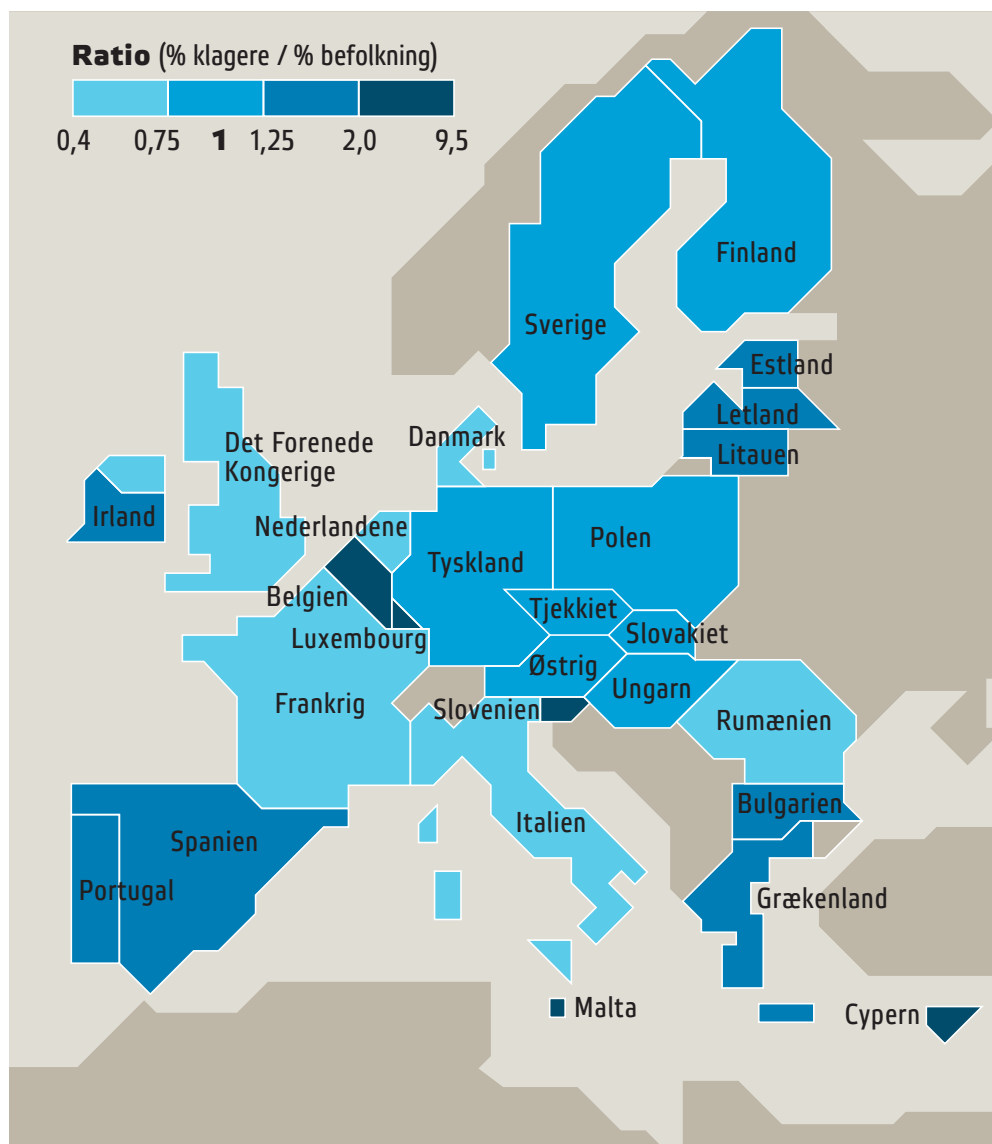 Ratio (% klagere / % befolkning)
0,4 0,75 1 1,25 2,0 9,5
Finland
Sverige
Estland
Letland
Litauen
Danmark
Det Forenede
Kongerige
Irland
Nederlandene
Polen
Tyskland
Belgien
Tjekkiet
Luxembourg
Slovakiet
Østrig
Ungarn
Frankrig
Slovenien
Rumænien
Bulgarien
Italien
Spanien
Portugal
Grækenland
Malta
Cypern